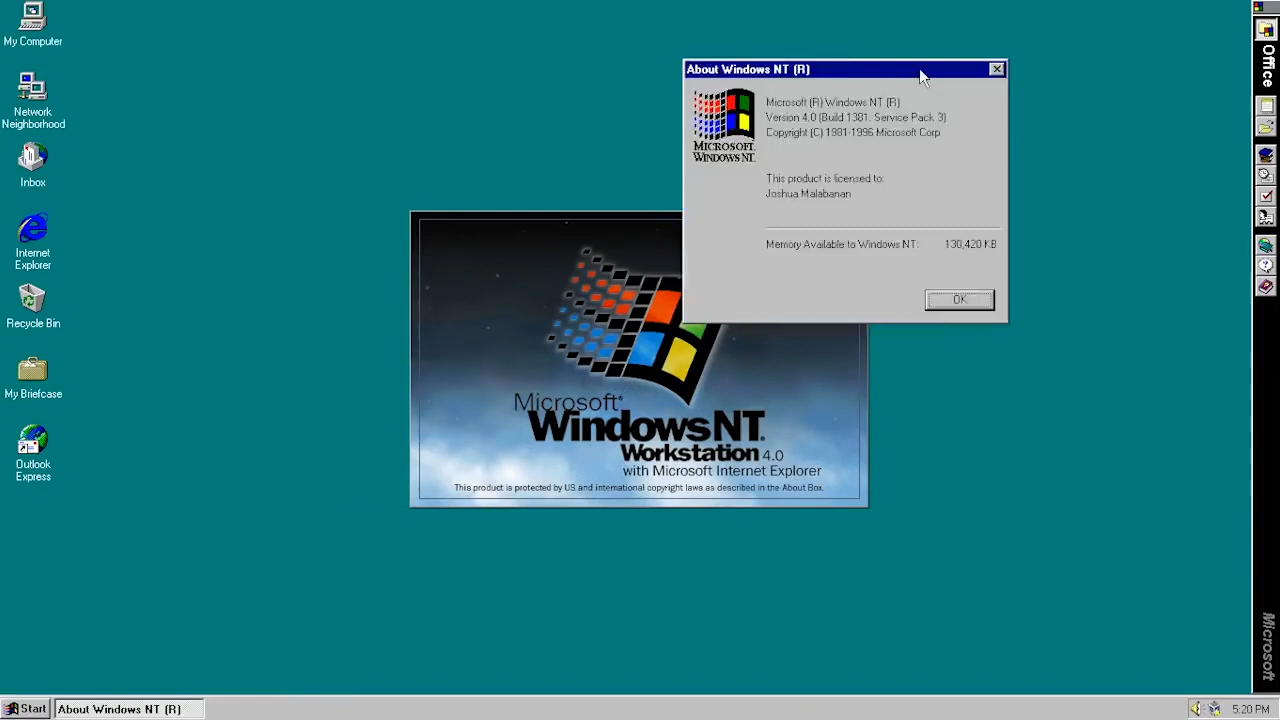 My Computer
Network
Neighborhood
Inbox
Internet
Explorer
Recycle Bin
My Briefcase
Outlook
Express
About Windows NT (R)
MICROSOFT.
WINDOWS NT.
Microsoft (R) Windows NT (R)
Version 4.0 (Build 1381: Service Pack 3)
Copyright (C) 1981-1996 Microsoft Corp
This product is licensed to:
Joshua Malabanan
Memory Available to Windows NT: 130,420 KB
OK
Microsoft®
Windows NT.
Workstation 4.0
with Microsoft Internet Explorer
This product is protected by US and international copyright laws as described in the About Box.
Office
Microsoft
Start
About Windows NT (R)
5:20 PM